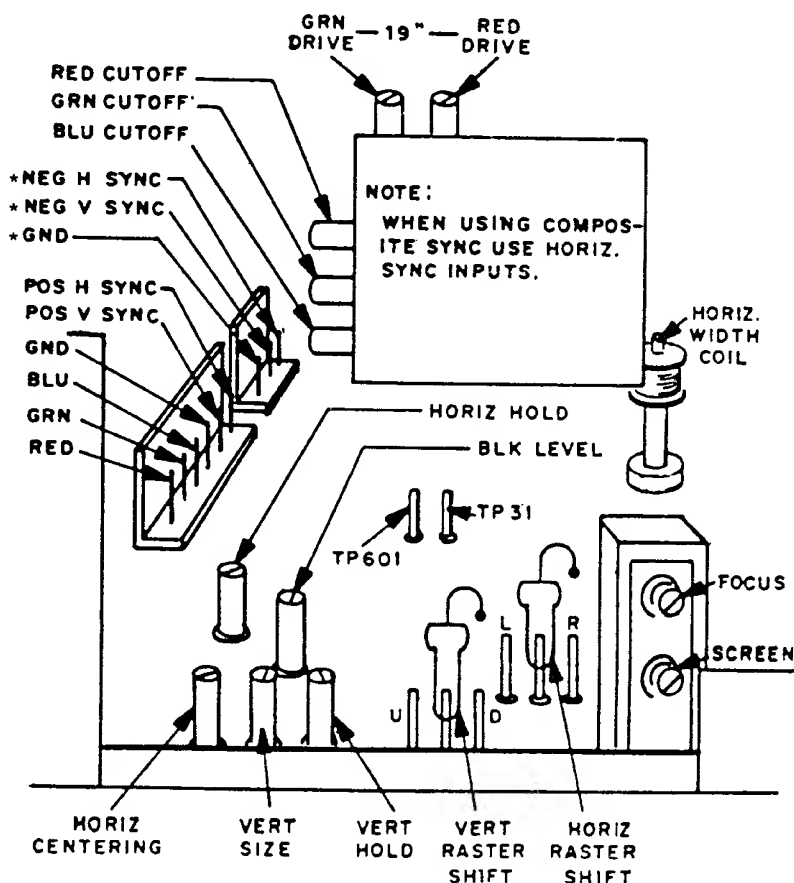 GRN DRIVE
— 19" —
RED DRIVE
RED CUTOFF
GRN CUTOFF
BLU CUTOFF
*NEG H SYNC
*NEG V SYNC
*GND
POS H SYNC
POS V SYNC
GND
BLU
GRN
RED
NOTE:
WHEN USING COMPOS-
ITE SYNC USE HORIZ.
SYNC INPUTS.
HORIZ.
WIDTH
COIL
HORIZ HOLD
BLK LEVEL
TP601
TP31
FOCUS
SCREEN
L
R
U
D
HORIZ
CENTERING
VERT
SIZE
VERT
HOLD
VERT
RASTER
SHIFT
HORIZ
RASTER
SHIFT